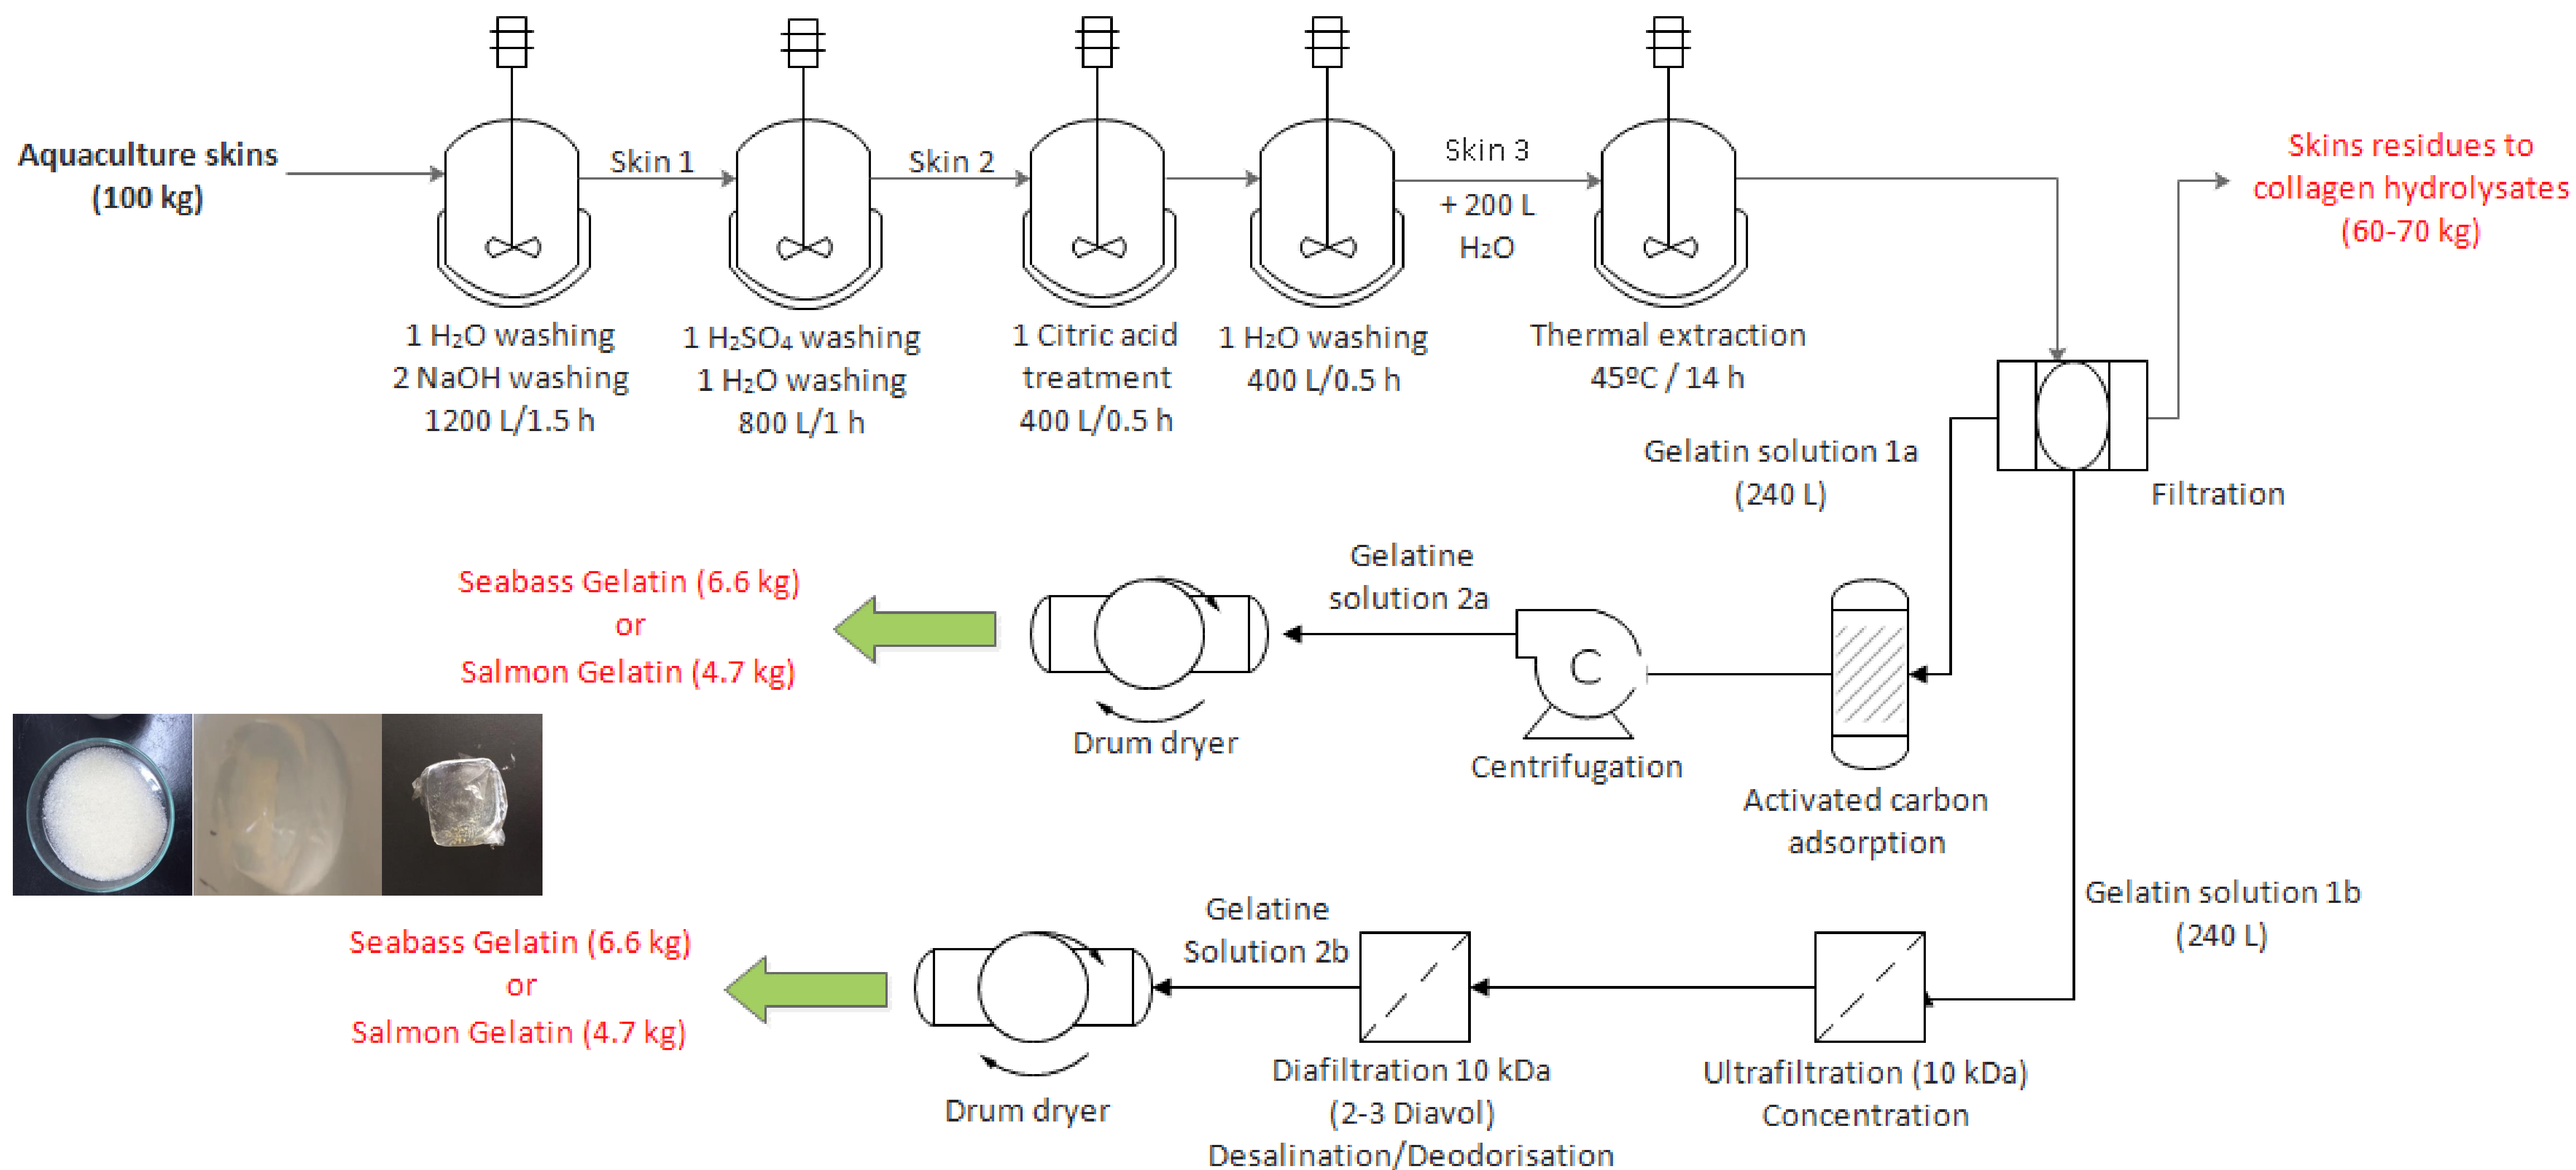 Aquaculture skins
(100 kg)
Skin 1
Skin 2
Skin 3
+ 200 L
H₂O
Skins residues to
collagen hydrolysates
(60-70 kg)
1 H₂O washing
2 NaOH washing
1200 L/1.5 h
1 H₂SO₄ washing
1 H₂O washing
800 L/1 h
1 Citric acid
treatment
400 L/0.5 h
1 H₂O washing
400 L/0.5 h
Thermal extraction
45ºC / 14 h
Gelatin solution 1a
(240 L)
Filtration
Seabass Gelatin (6.6 kg)
or
Salmon Gelatin (4.7 kg)
Gelatine
solution 2a
C
Drum dryer
Centrifugation
Activated carbon
adsorption
Gelatin solution 1b
(240 L)
Seabass Gelatin (6.6 kg)
or
Salmon Gelatin (4.7 kg)
Gelatine
Solution 2b
Drum dryer
Diafiltration 10 kDa
(2-3 Diavol)
Desalination/Deodorisation
Ultrafiltration (10 kDa)
Concentration